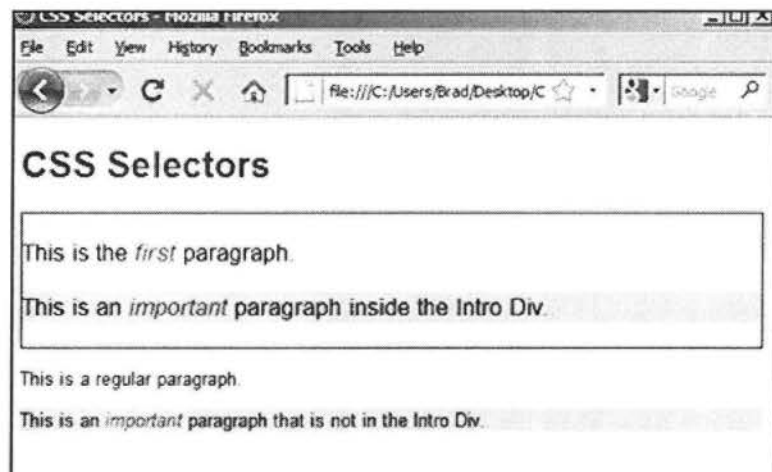 CSS Selectors - Mozilla Firefox
File Edit View History Bookmarks Tools Help
file:///C:/Users/Brad/Desktop/C Google
CSS Selectors
This is the first paragraph.
This is an important paragraph inside the Intro Div.
This is a regular paragraph.
This is an important paragraph that is not in the Intro Div.